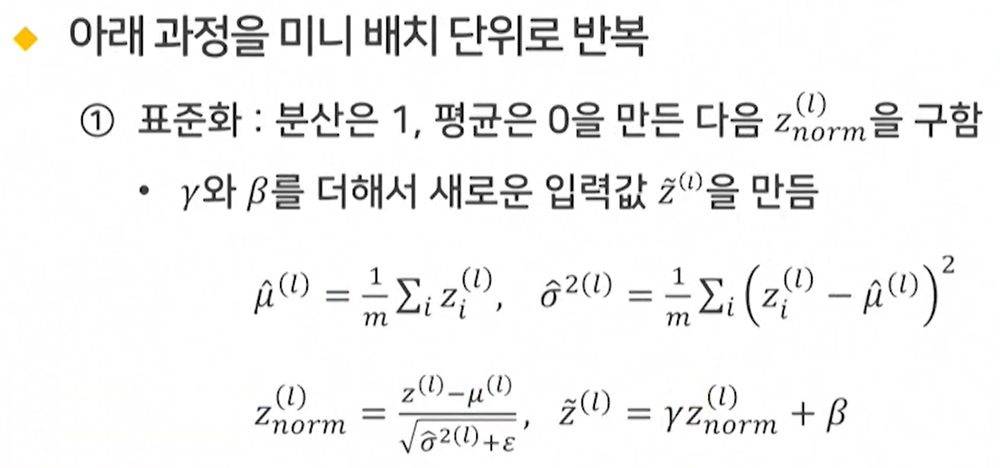 ◆ 아래 과정을 미니 배치 단위로 반복
① 표준화 : 분산은 1, 평균은 0을 만든 다음 $z_{norm}^{(l)}$을 구함
• $\gamma$와 $\beta$를 더해서 새로운 입력값 $\tilde{z}^{(l)}$을 만듬
$\hat{\mu}^{(l)} = \frac{1}{m} \sum_i z_i^{(l)}, \quad \hat{\sigma}^{2(l)} = \frac{1}{m} \sum_i \left( z_i^{(l)} - \hat{\mu}^{(l)} \right)^2$
$z_{norm}^{(l)} = \frac{z^{(l)} - \mu^{(l)}}{\sqrt{\hat{\sigma}^{2(l)} + \varepsilon}}, \quad \tilde{z}^{(l)} = \gamma z_{norm}^{(l)} + \beta$